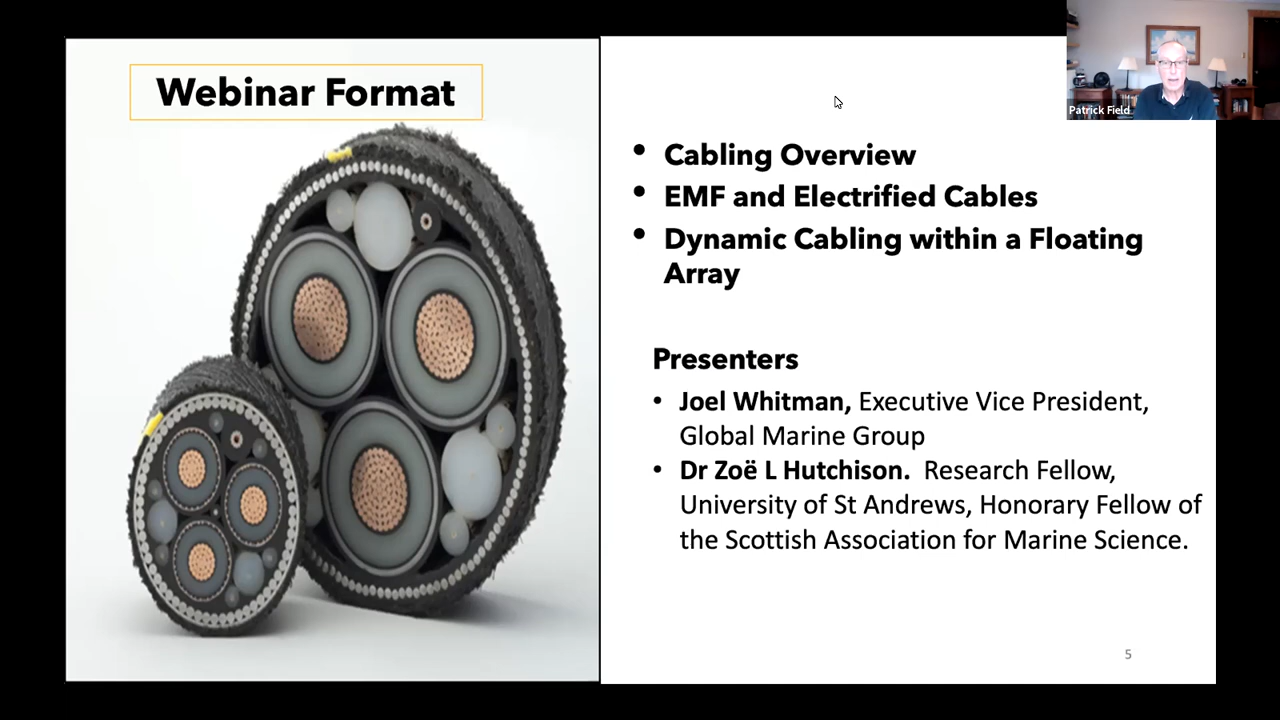 Webinar Format
Patrick Field
• Cabling Overview
• EMF and Electrified Cables
• Dynamic Cabling within a Floating
Array
Presenters
• Joel Whitman, Executive Vice President,
Global Marine Group
• Dr Zoë L Hutchison. Research Fellow,
University of St Andrews, Honorary Fellow of
the Scottish Association for Marine Science.
5